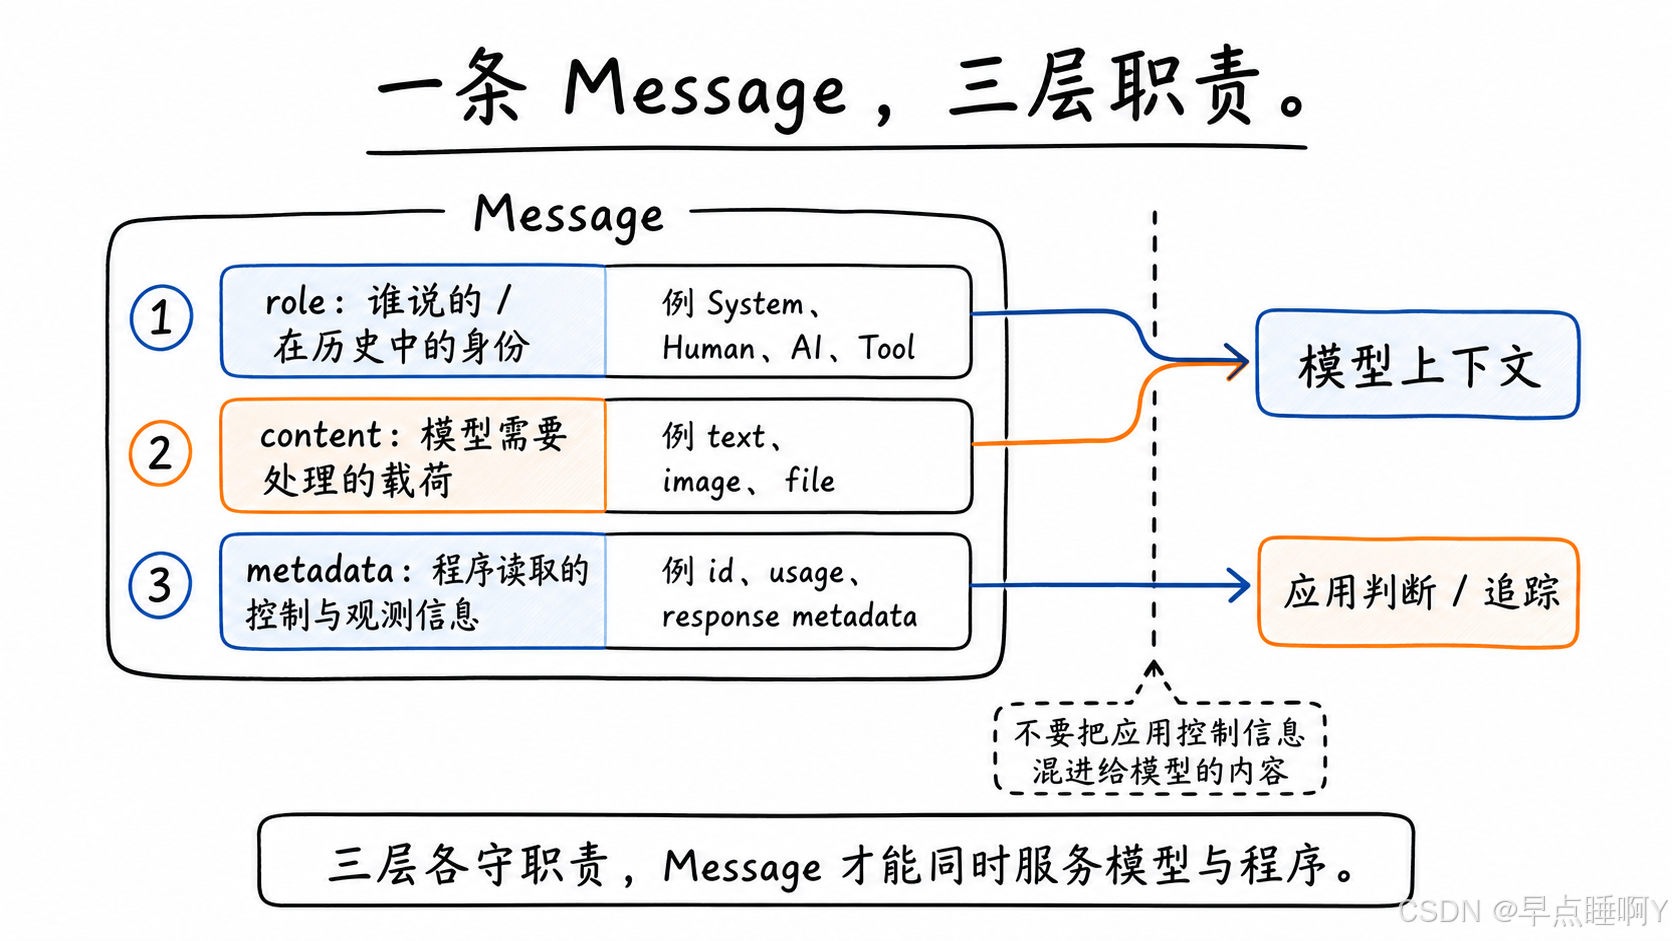 一条 Message，三层职责。
Message
1
role：谁说的 /
在历史中的身份
例 System、
Human、AI、Tool
模型上下文
2
content：模型需要
处理的载荷
例 text、
image、file
3
metadata：程序读取的
控制与观测信息
例 id、usage、
response metadata
应用判断 / 追踪
不要把应用控制信息
混进给模型的内容
三层各守职责，Message 才能同时服务模型与程序。
CSDN @早点睡啊Y